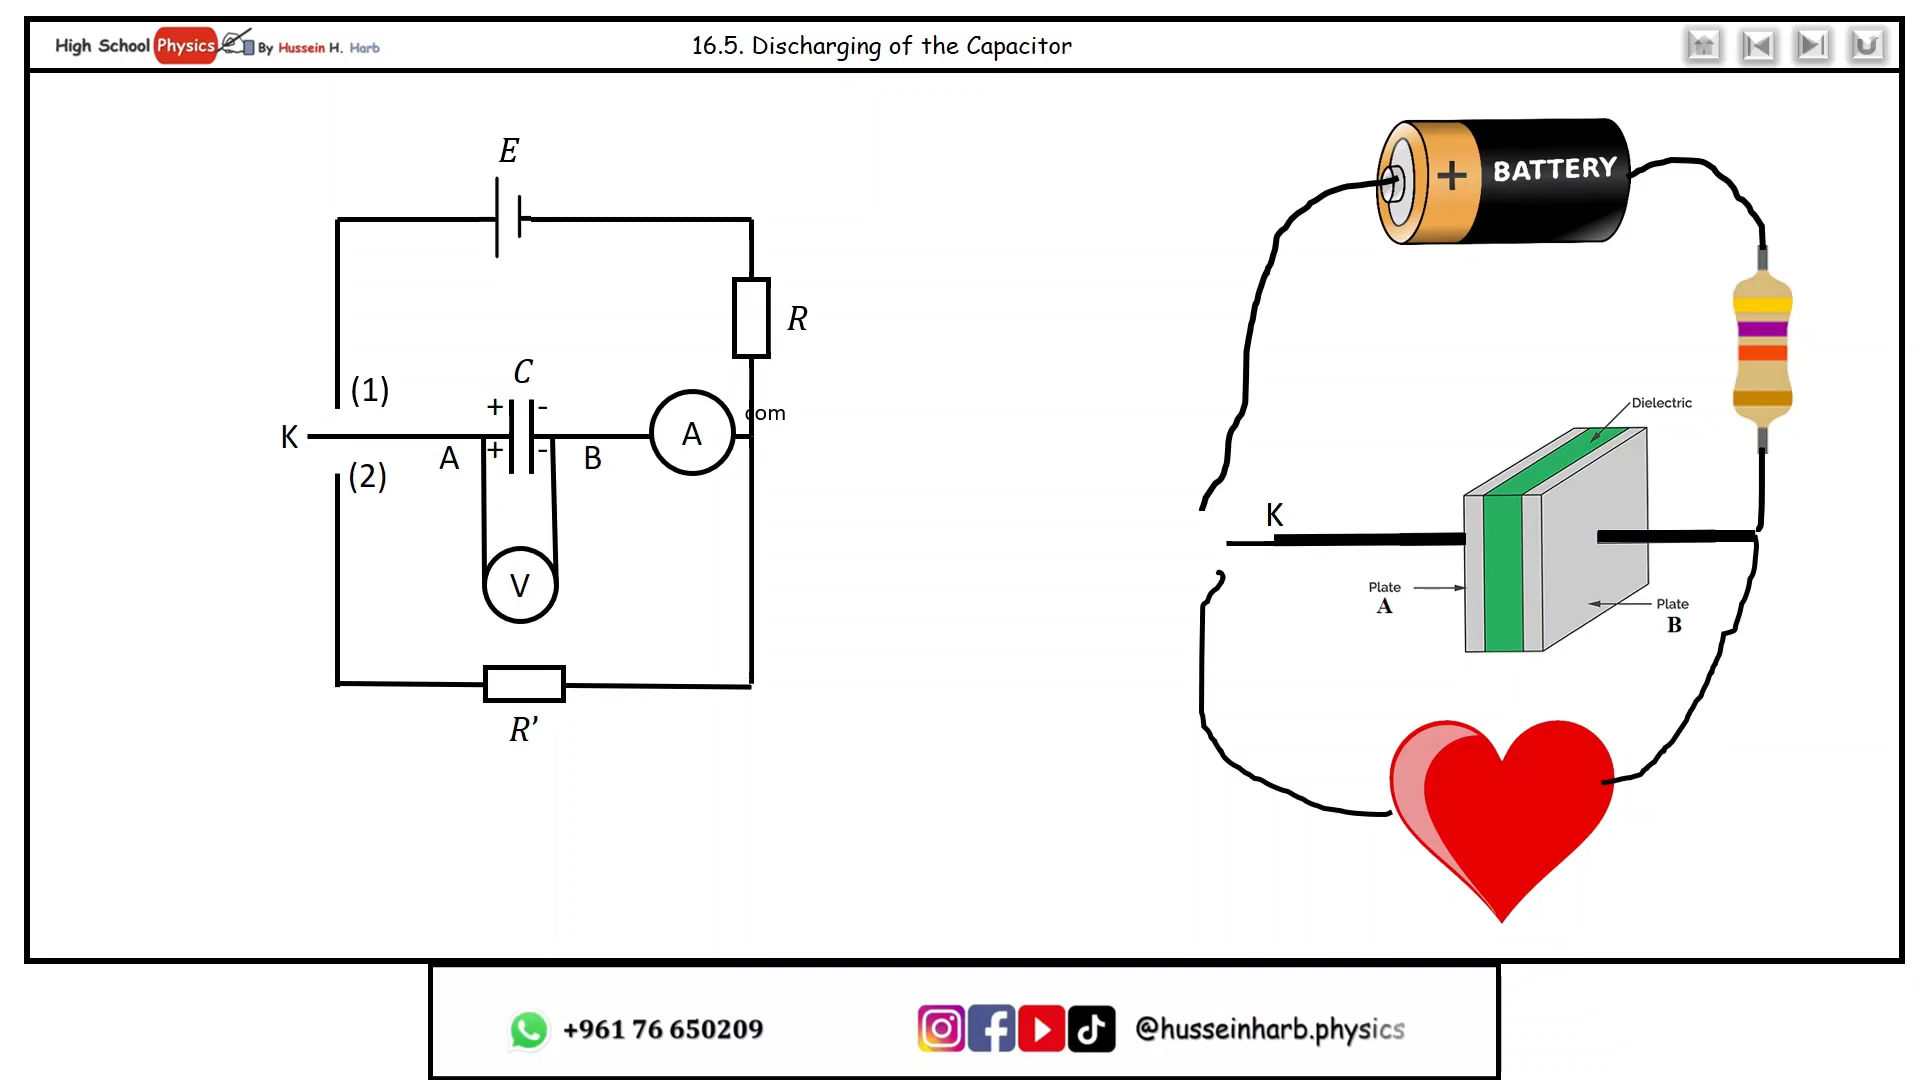 High School Physics By Hussein H. Harb
16.5. Discharging of the Capacitor
E
R
C
(1)
+ -
K
A
com
A
+ -
B
(2)
V
R’
+ BATTERY
Dielectric
K
Plate
A
Plate
B
+961 76 650209
@husseinharb.physics